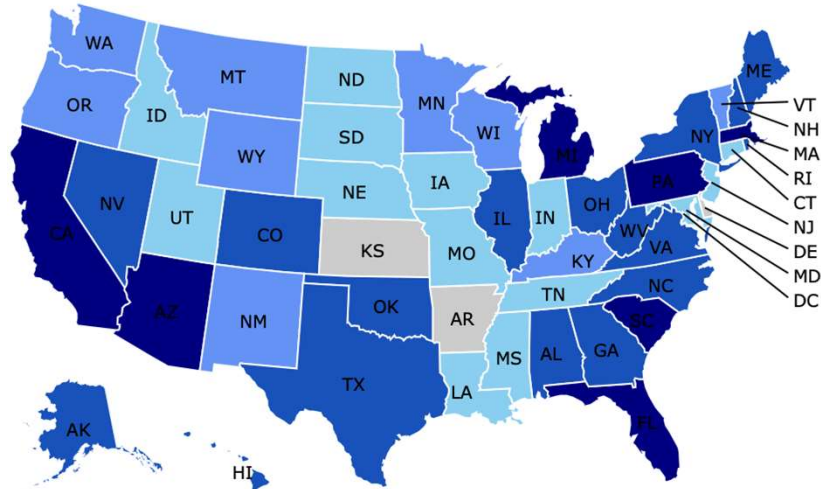 WA
MT
ND
MN
ME
OR
ID
SD
WI
MI
NY
VT
NH
MA
RI
CT
NJ
DE
MD
DC
WY
NE
IA
PA
NV
UT
CO
IL
IN
OH
WV
VA
CA
KS
MO
KY
NC
AZ
NM
OK
AR
TN
SC
TX
LA
MS
AL
GA
FL
AK
HI